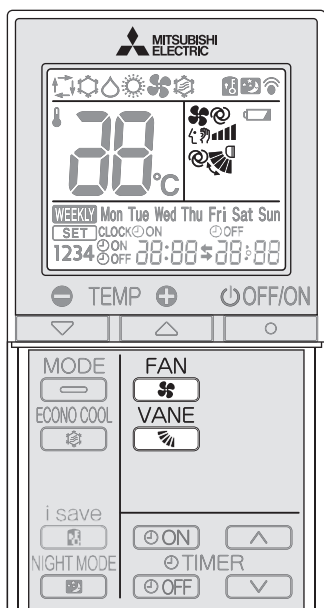 MITSUBISHI
ELECTRIC
88°C
WEEKLY Mon Tue Wed Thu Fri Sat Sun
SET CLOCK ON OFF
1234 ON OFF 88:88 88:88
TEMP OFF/ON
MODE FAN
ECONO COOL VANE
i save
ON
NIGHT MODE TIMER
OFF